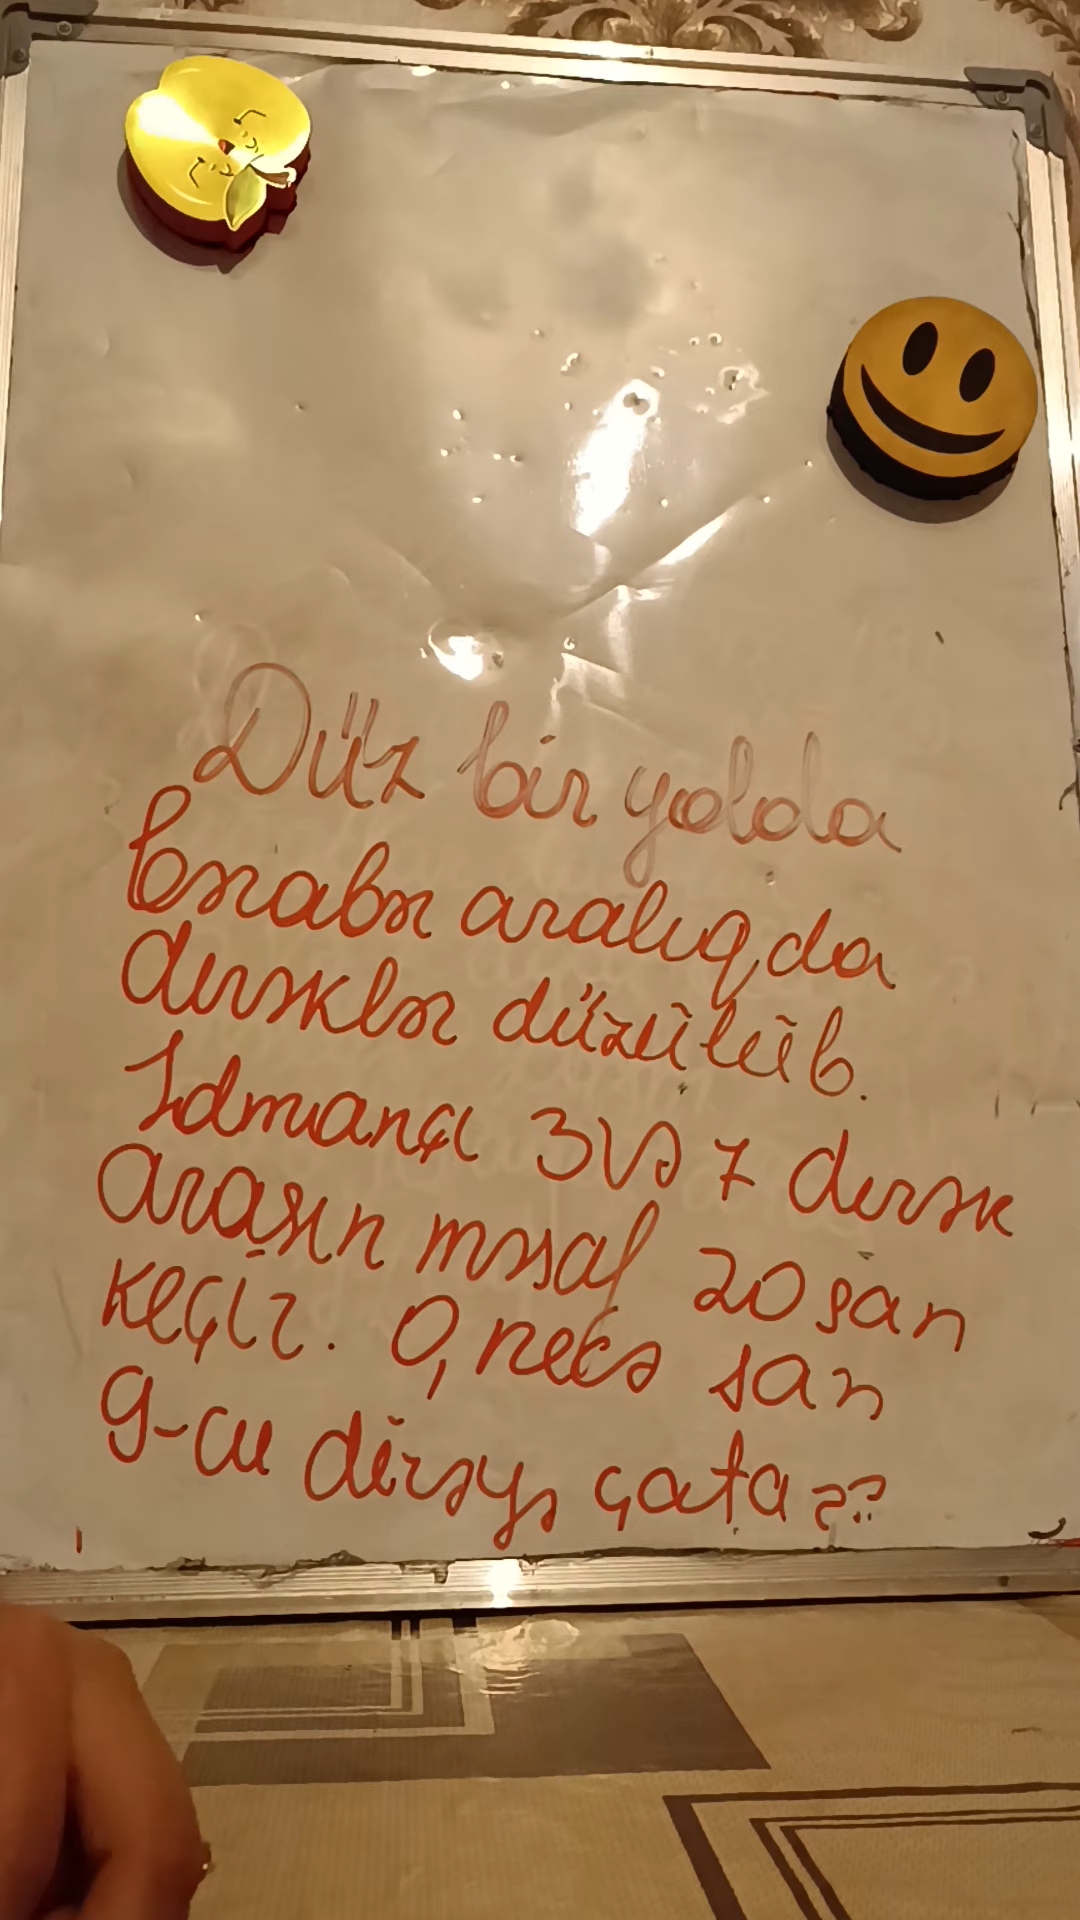 Düz bir yolda
bərabər aralıqda
dirəklər düzülüb.
İdmançı 3 və 7 dirək
arasın məsaf 20 san
keçir. O, neçə san
9-cu dirəyə çatar?